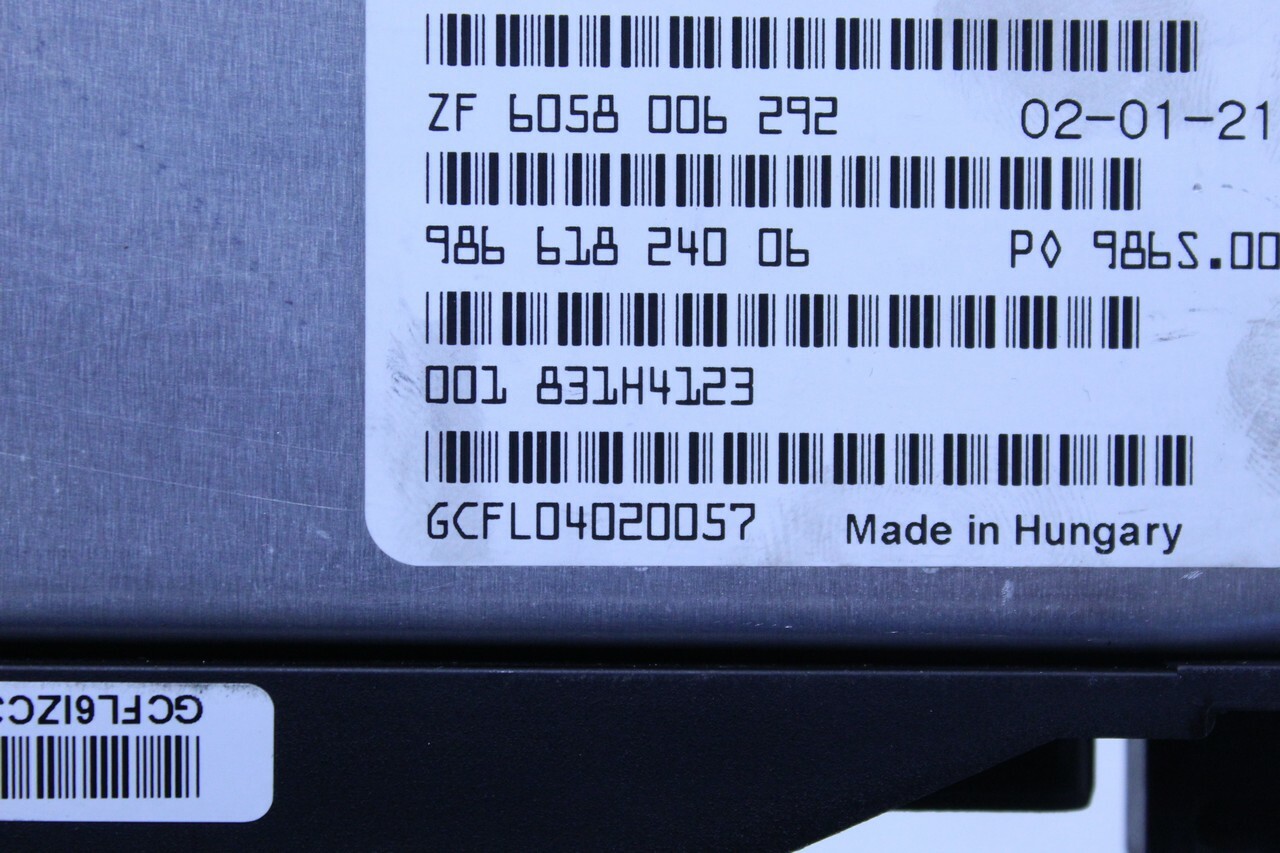 ZF 6058 006 292 02-01-21
986 618 240 06 P◊ 986S.00
001 831H4123
GCFL04020057 Made in Hungary
GCFL6IZC